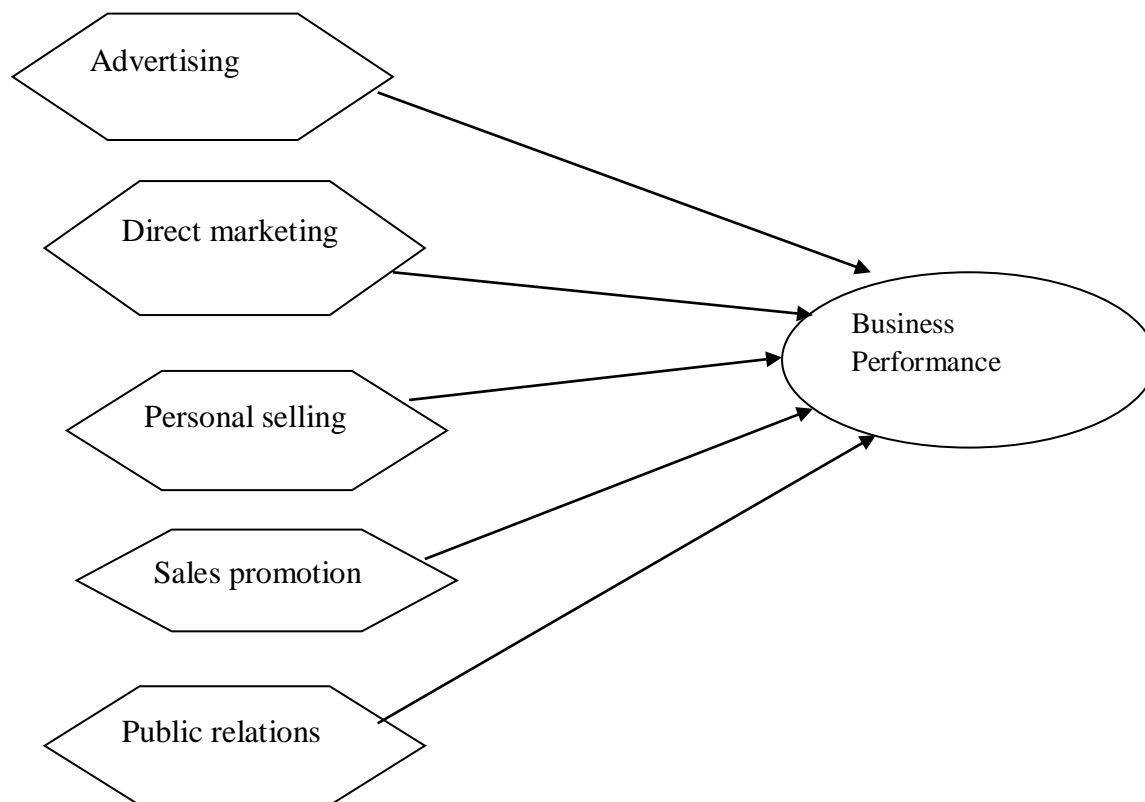 Advertising
Direct marketing
Business
Performance
Personal selling
Sales promotion
Public relations